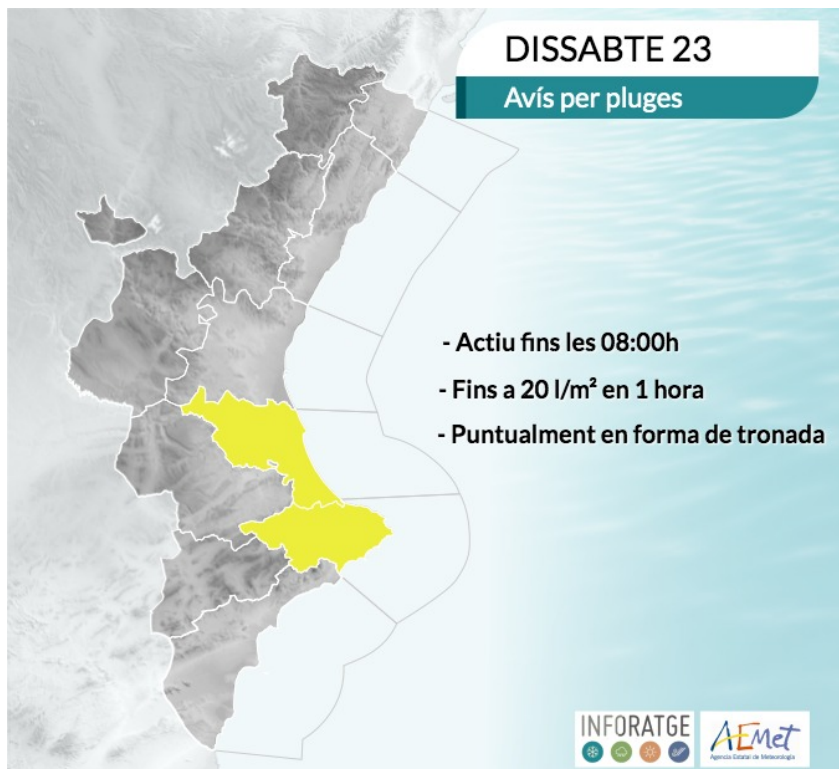 DISSABTE 23
Avís per pluges
- Actiu fins les 08:00h
- Fins a 20 l/m² en 1 hora
- Puntualment en forma de tronada
INFORATGE
AEMet
Agencia Estatal de Meteorología